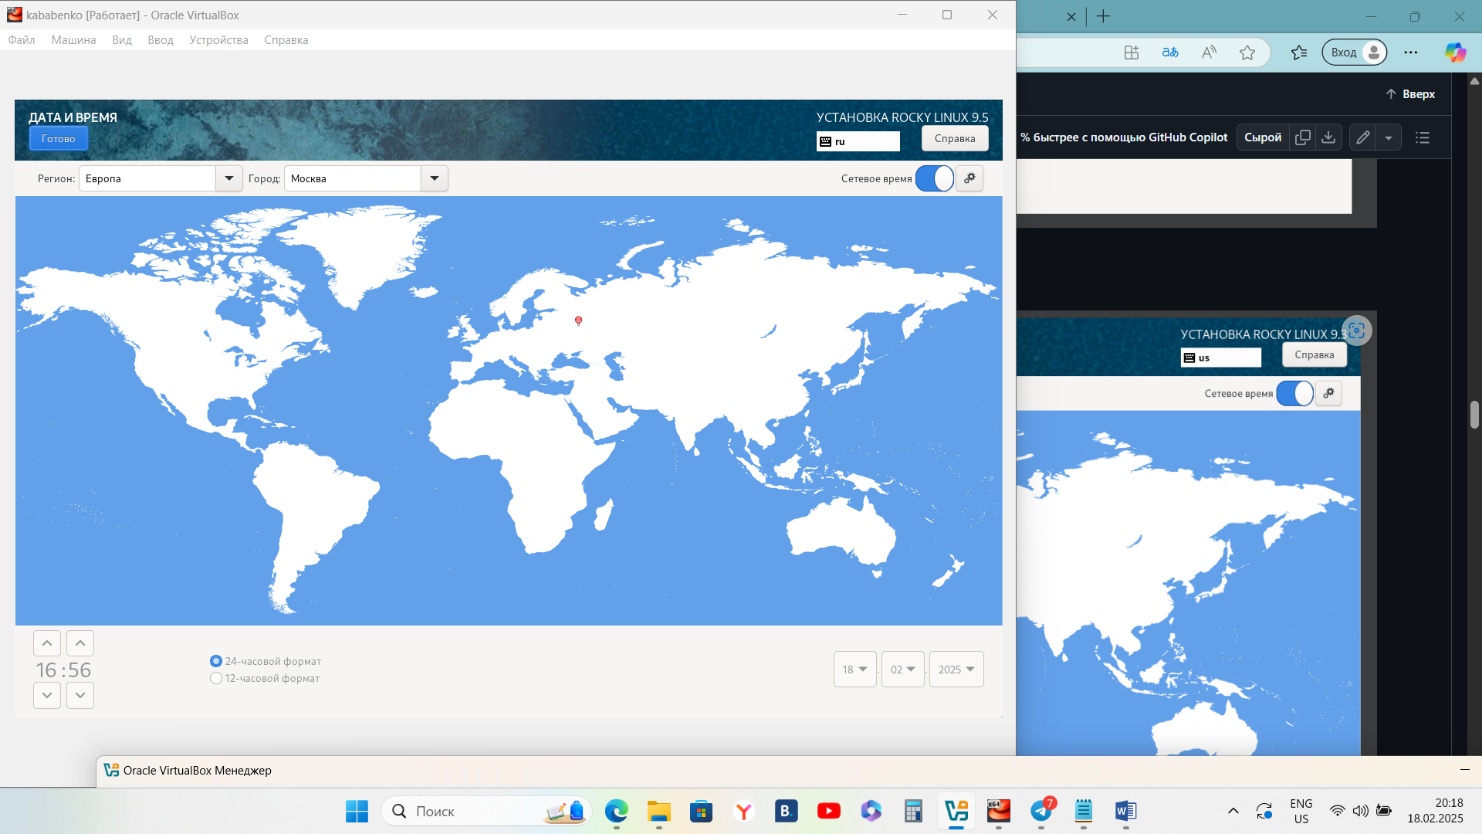 kababenko [Работает] - Oracle VirtualBox
Файл Машина Вид Ввод Устройства Справка
ДАТА И ВРЕМЯ
Готово
УСТАНОВКА ROCKY LINUX 9.5
ru
Справка
Регион: Европа Город: Москва
Сетевое время
16:56
24-часовой формат
12-часовой формат
18 . 02 . 2025
Вход
Вверх
% быстрее с помощью GitHub Copilot
Сырой
УСТАНОВКА ROCKY LINUX 9.3
us
Справка
Сетевое время
Oracle VirtualBox Менеджер
Поиск
B.
x64
7
ENG
US
20:18
18.02.2025